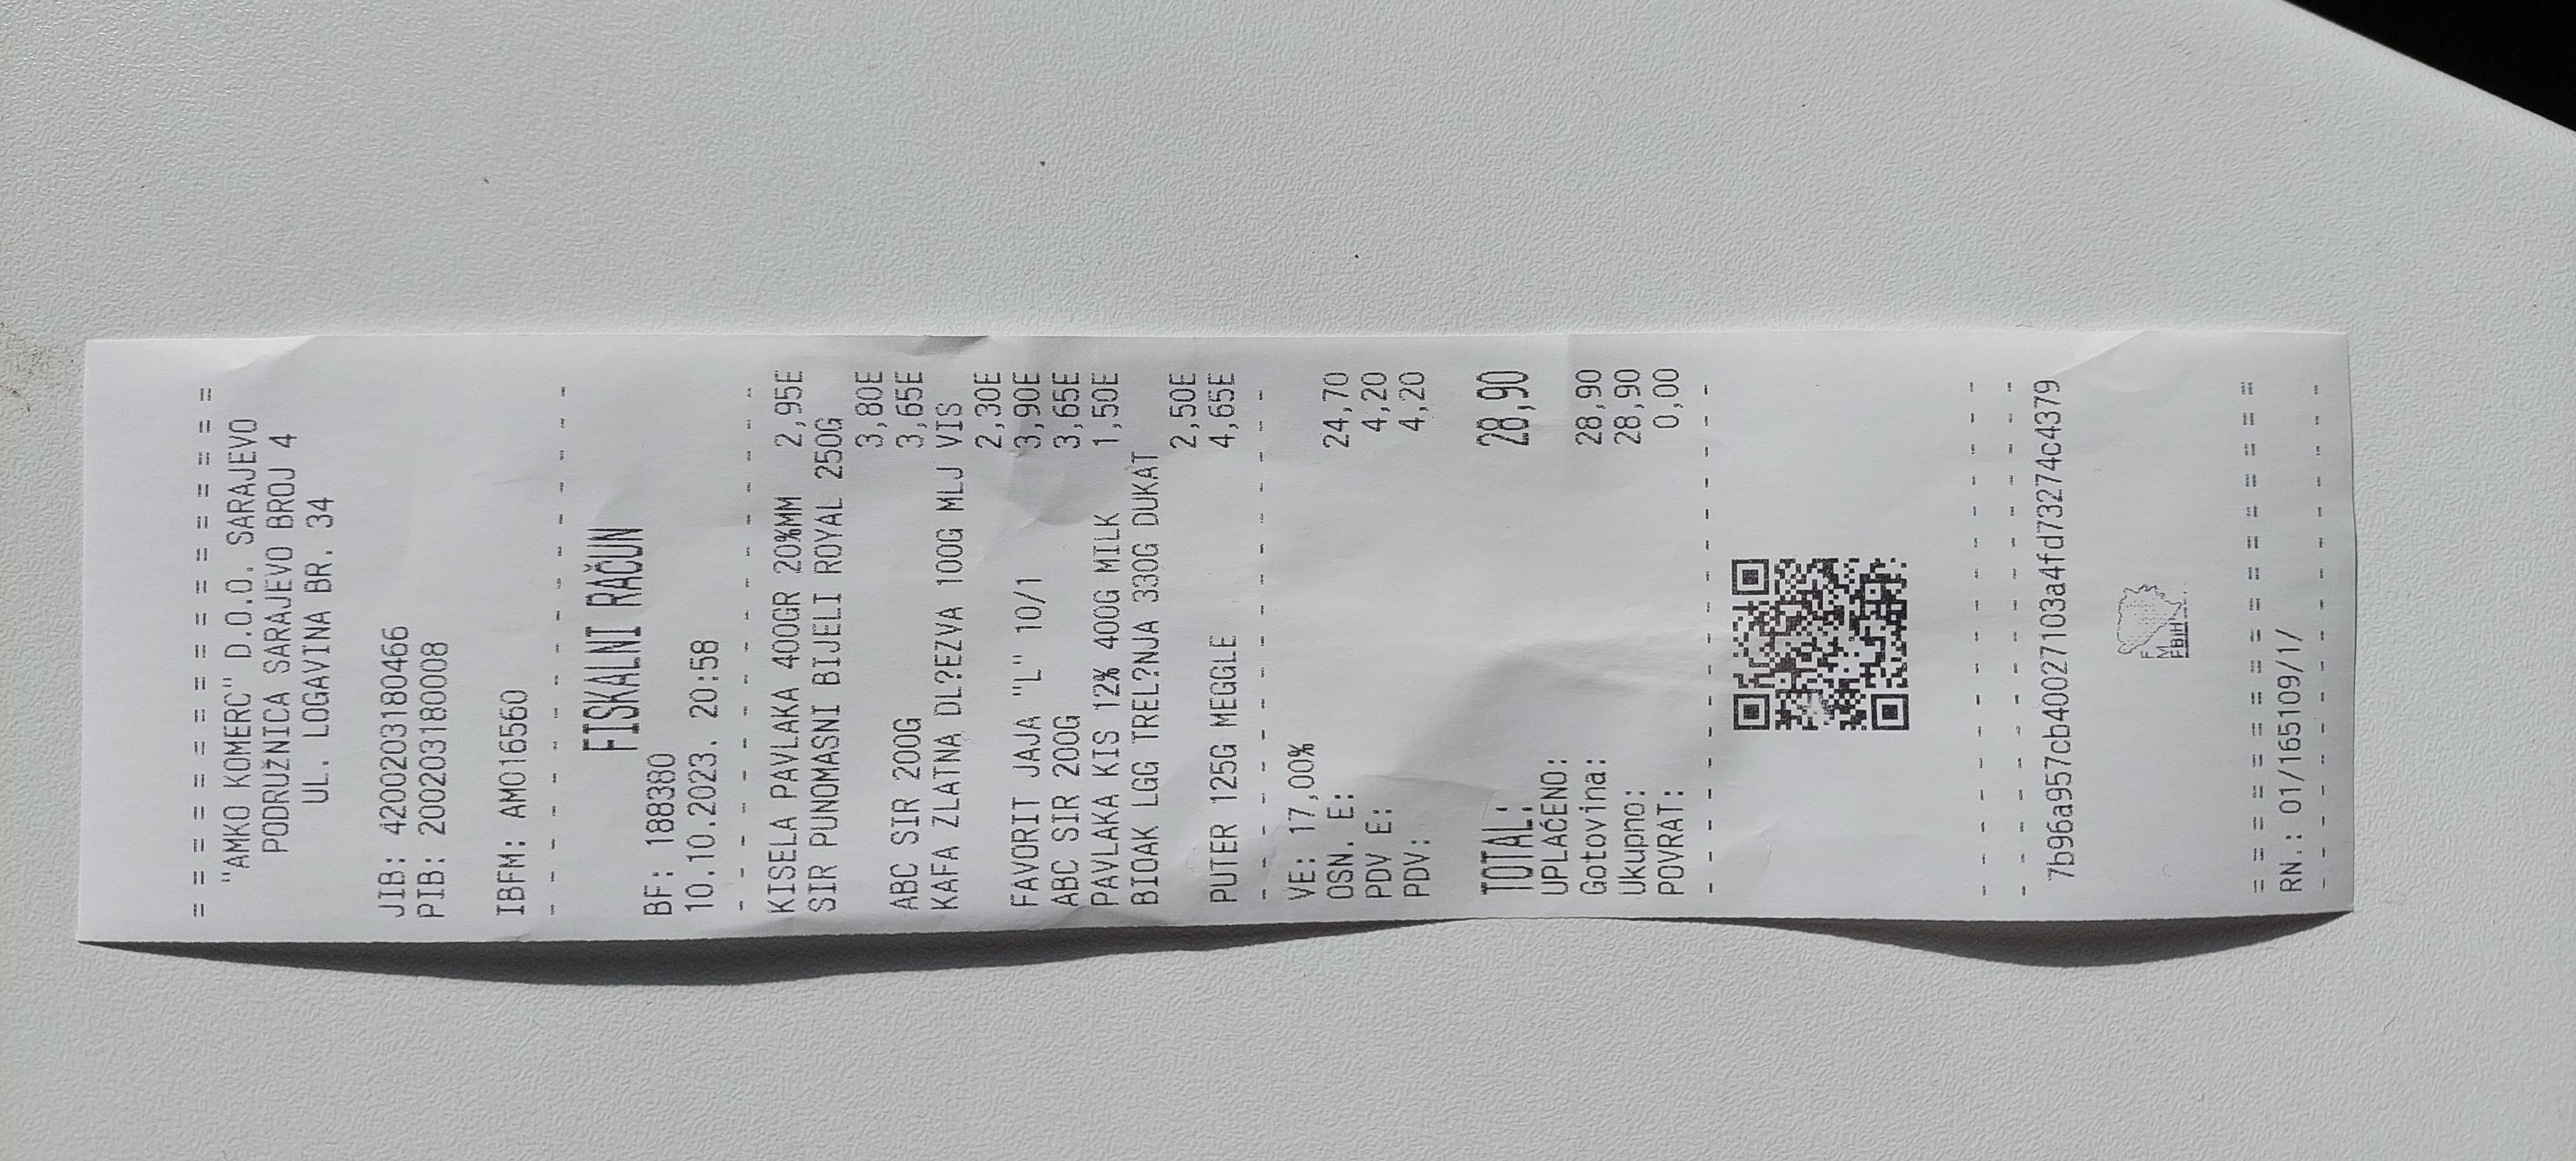 "AMKO KOMERC" D.O.O. SARAJEVO
PODRUŽNICA SARAJEVO BROJ 4
UL. LOGAVINA BR. 34
JIB: 4200203180466
PIB: 200203180008
IBFM: AM016560
FISKALNI RAČUN
BF: 188380
10.10.2023. 20:58
KISELA PAVLAKA 400GR 20%MM 2,95E
SIR PUNOMASNI BIJELI ROYAL 250G
3,80E
ABC SIR 200G 3,65E
KAFA ZLATNA DL?EZVA 100G MLJ VIS
2,30E
FAVORIT JAJA "L" 10/1 3,90E
ABC SIR 200G 3,65E
PAVLAKA KIS 12% 400G MILK 1,50E
BIOAK LGG TREL?NJA 330G DUKAT
2,50E
PUTER 125G MEGGLE 4,65E
VE: 17,00%
OSN. E: 24,70
PDV E: 4,20
PDV: 4,20
TOTAL: 28,90
UPLAĆENO:
Gotovina: 28,90
Ukupno: 28,90
POVRAT: 0,00
7b96a957cb40027103a4fd73274c4379
F
M
FBiH
RN.: 01/165109/1/